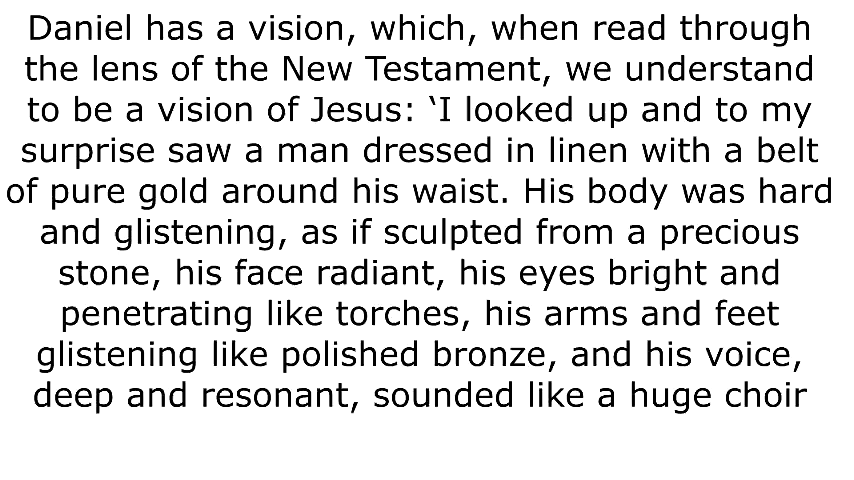 Daniel has a vision, which, when read through
the lens of the New Testament, we understand
to be a vision of Jesus: ‘I looked up and to my
surprise saw a man dressed in linen with a belt
of pure gold around his waist. His body was hard
and glistening, as if sculpted from a precious
stone, his face radiant, his eyes bright and
penetrating like torches, his arms and feet
glistening like polished bronze, and his voice,
deep and resonant, sounded like a huge choir